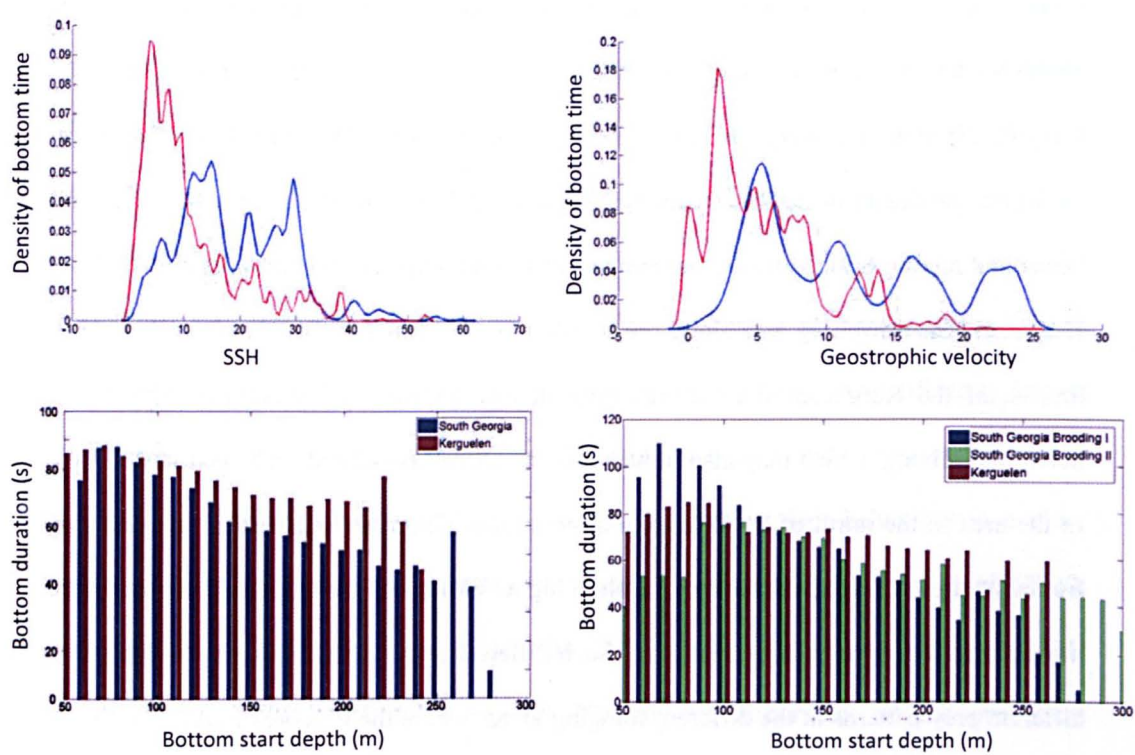 0.1
0.09
0.08
0.07
0.06
0.05
0.04
0.03
0.02
0.01
0
-10 0 10 20 30 40 50 60 70
Density of bottom time
SSH
0.2
0.18
0.16
0.14
0.12
0.1
0.08
0.06
0.04
0.02
0
-5 0 5 10 15 20 25 30
Density of bottom time
Geostrophic velocity
100
80
60
40
20
0
50 100 150 200 250 300
Bottom duration (s)
South Georgia
Kerguelen
Bottom start depth (m)
120
100
80
60
40
20
0
50 100 150 200 250 300
Bottom duration (s)
South Georgia Brooding I
South Georgia Brooding II
Kerguelen
Bottom start depth (m)